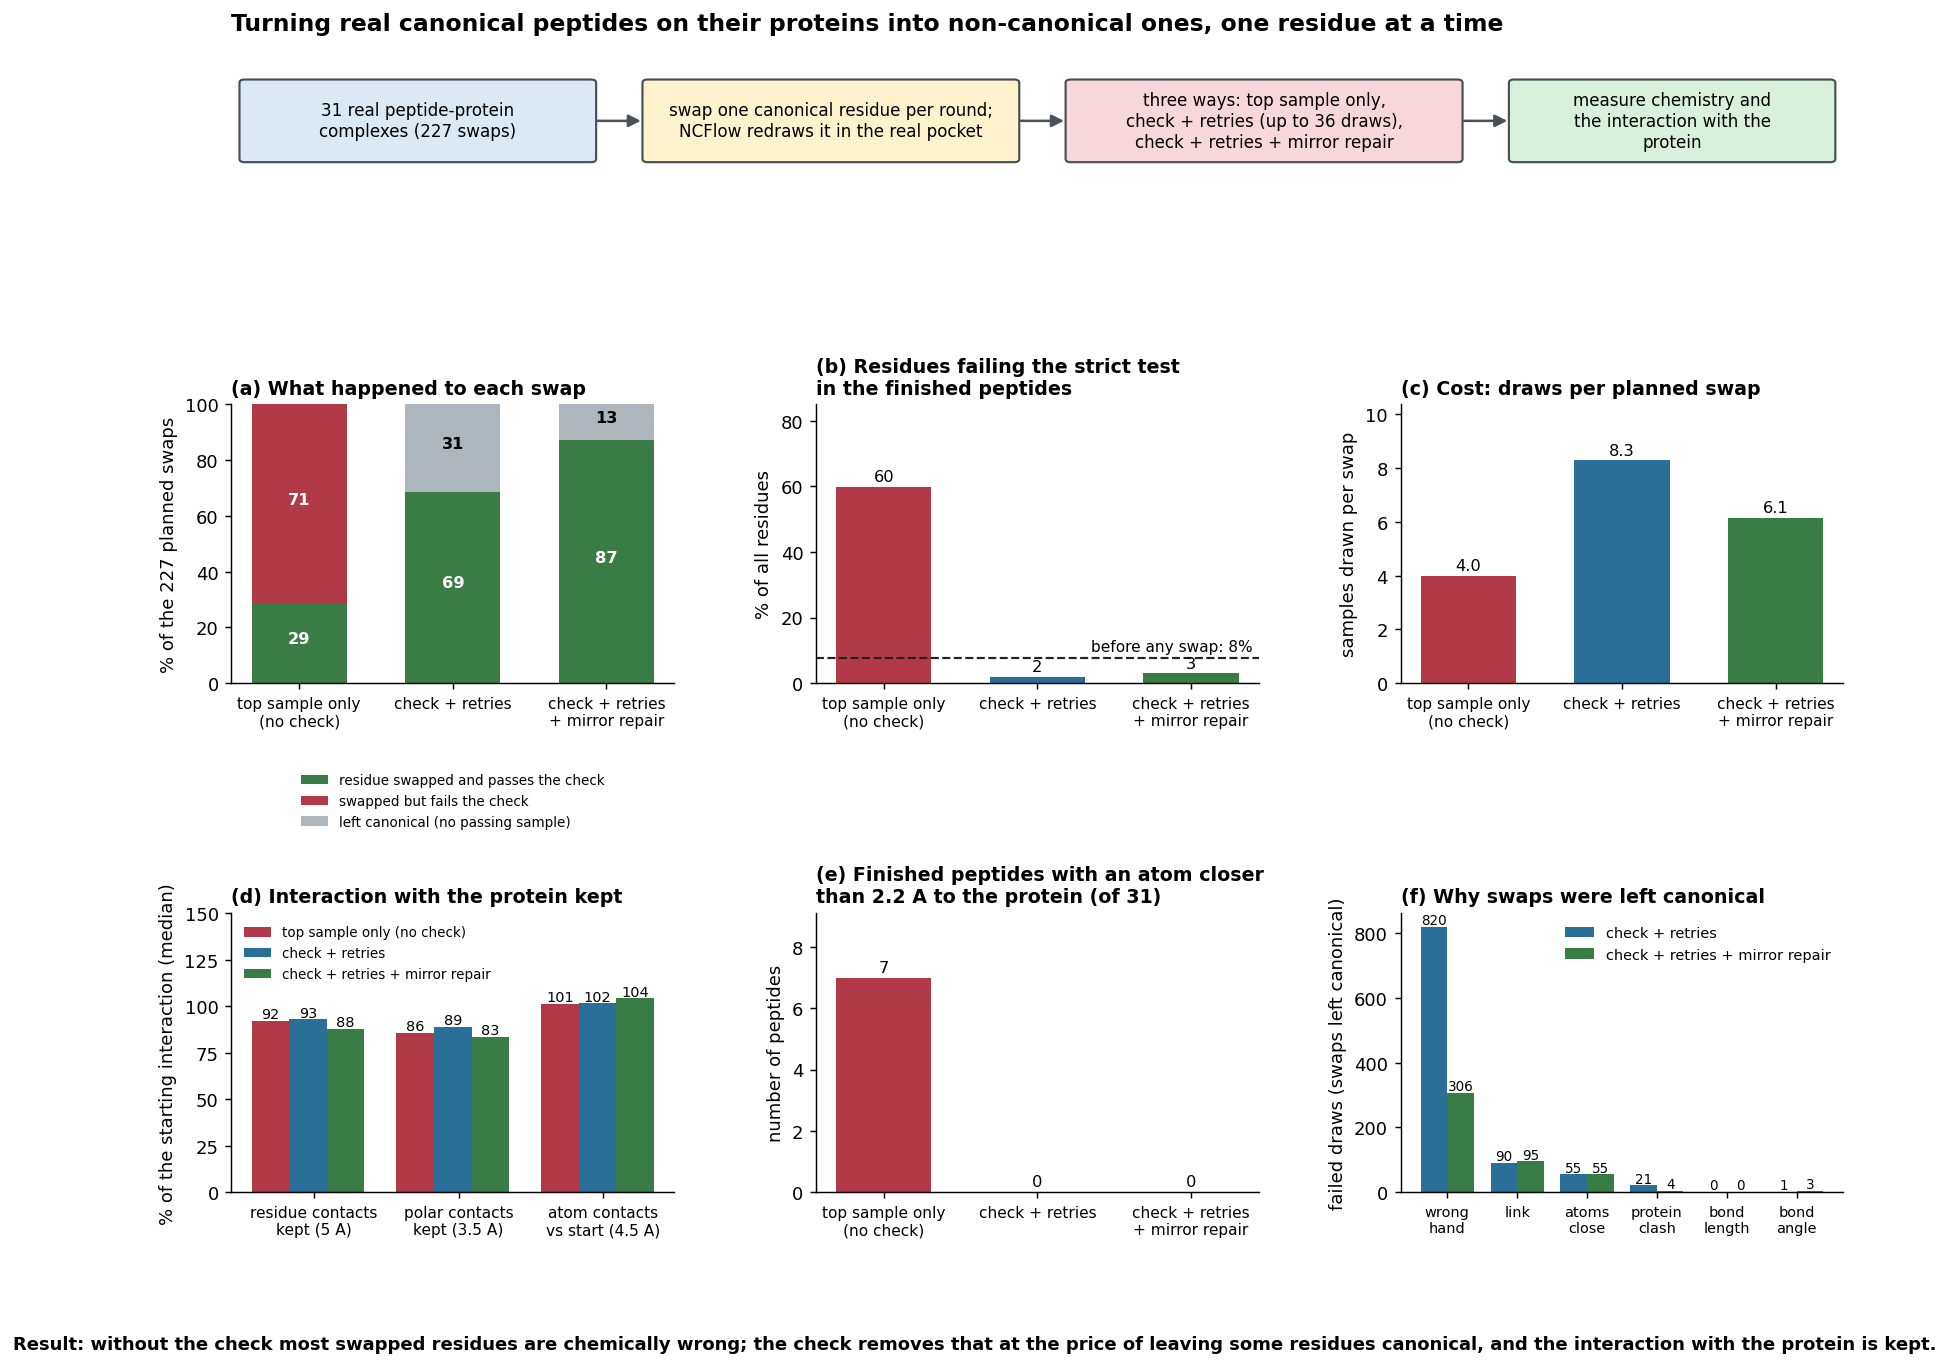 Turning real canonical peptides on their proteins into non-canonical ones, one residue at a time
31 real peptide-protein
complexes (227 swaps)
swap one canonical residue per round;
NCFlow redraws it in the real pocket
three ways: top sample only,
check + retries (up to 36 draws),
check + retries + mirror repair
measure chemistry and
the interaction with the
protein
(a) What happened to each swap
% of the 227 planned swaps
100
80
60
40
20
0
71
29
31
69
13
87
top sample only
(no check)
check + retries
check + retries
+ mirror repair
residue swapped and passes the check
swapped but fails the check
left canonical (no passing sample)
(b) Residues failing the strict test
in the finished peptides
% of all residues
80
60
40
20
0
60
2
3
before any swap: 8%
top sample only
(no check)
check + retries
check + retries
+ mirror repair
(c) Cost: draws per planned swap
samples drawn per swap
10
8
6
4
2
0
4.0
8.3
6.1
top sample only
(no check)
check + retries
check + retries
+ mirror repair
(d) Interaction with the protein kept
% of the starting interaction (median)
150
125
100
75
50
25
0
top sample only (no check)
check + retries
check + retries + mirror repair
92
93
88
86
89
83
101
102
104
residue contacts
kept (5 A)
polar contacts
kept (3.5 A)
atom contacts
vs start (4.5 A)
(e) Finished peptides with an atom closer
than 2.2 A to the protein (of 31)
number of peptides
8
6
4
2
0
7
0
0
top sample only
(no check)
check + retries
check + retries
+ mirror repair
(f) Why swaps were left canonical
failed draws (swaps left canonical)
800
600
400
200
0
check + retries
check + retries + mirror repair
820
306
90
95
55
55
21
4
0
0
1
3
wrong
hand
link
atoms
close
protein
clash
bond
length
bond
angle
Result: without the check most swapped residues are chemically wrong; the check removes that at the price of leaving some residues canonical, and the interaction with the protein is kept.